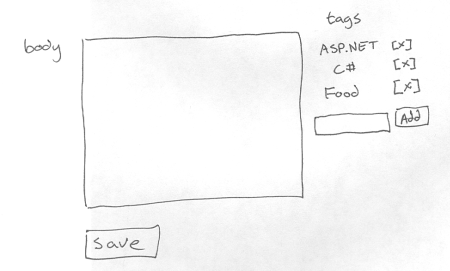 tags
body
ASP.NET [x]
C# [x]
Food [x]
Add
Save